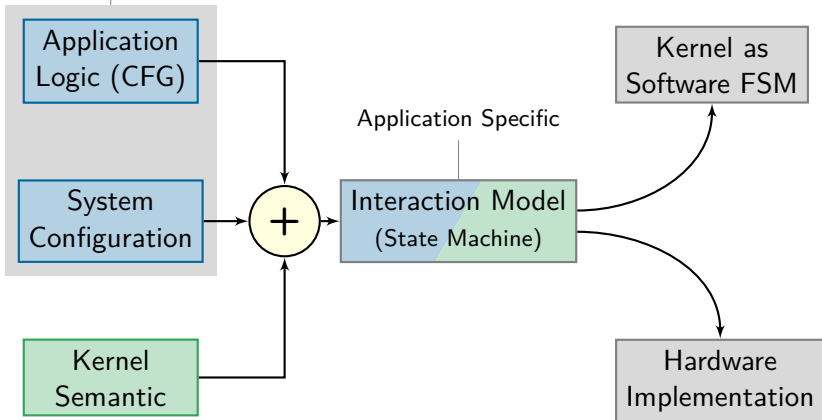 Application
Logic (CFG)
System
Configuration
Kernel
Semantic
+
Application Specific
Interaction Model
(State Machine)
Kernel as
Software FSM
Hardware
Implementation